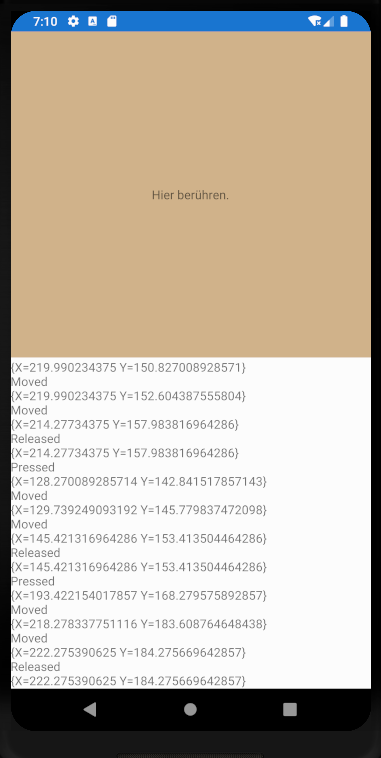 7:10
A
Hier berühren.
{X=219.990234375 Y=150.827008928571}
Moved
{X=219.990234375 Y=152.604387555804}
Moved
{X=214.27734375 Y=157.983816964286}
Released
{X=214.27734375 Y=157.983816964286}
Pressed
{X=128.270089285714 Y=142.841517857143}
Moved
{X=129.739249093192 Y=145.779837472098}
Moved
{X=145.421316964286 Y=153.413504464286}
Released
{X=145.421316964286 Y=153.413504464286}
Pressed
{X=193.422154017857 Y=168.279575892857}
Moved
{X=218.278337751116 Y=183.608764648438}
Moved
{X=222.275390625 Y=184.275669642857}
Released
{X=222.275390625 Y=184.275669642857}